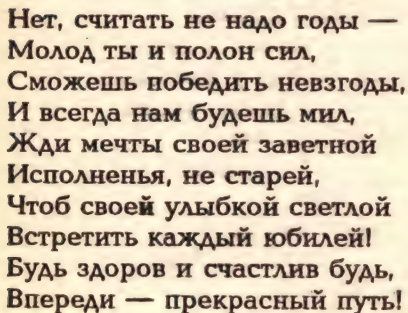 Нет, считать не надо годы —
Молод ты и полон сил,
Сможешь победить невзгоды,
И всегда нам будешь мил,
Жди мечты своей заветной
Исполненья, не старей,
Чтоб своей улыбкой светлой
Встретить каждый юбилей!
Будь здоров и счастлив будь,
Впереди — прекрасный путь!